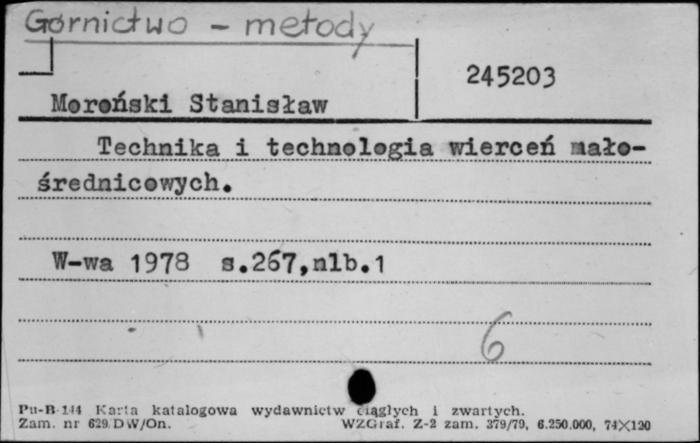 Górnictwo - metody
245203
Moroński Stanisław
Technika i technologia wierceń mało-
średnicowych.
W-wa 1978 s.267,nlb.1
6
Pu-B-144 Karta katalogowa wydawnictw ciągłych i zwartych.
Zam. nr 629/DW/On. WZGraf. Z-2 zam. 379/79, 6.250.000, 74X120